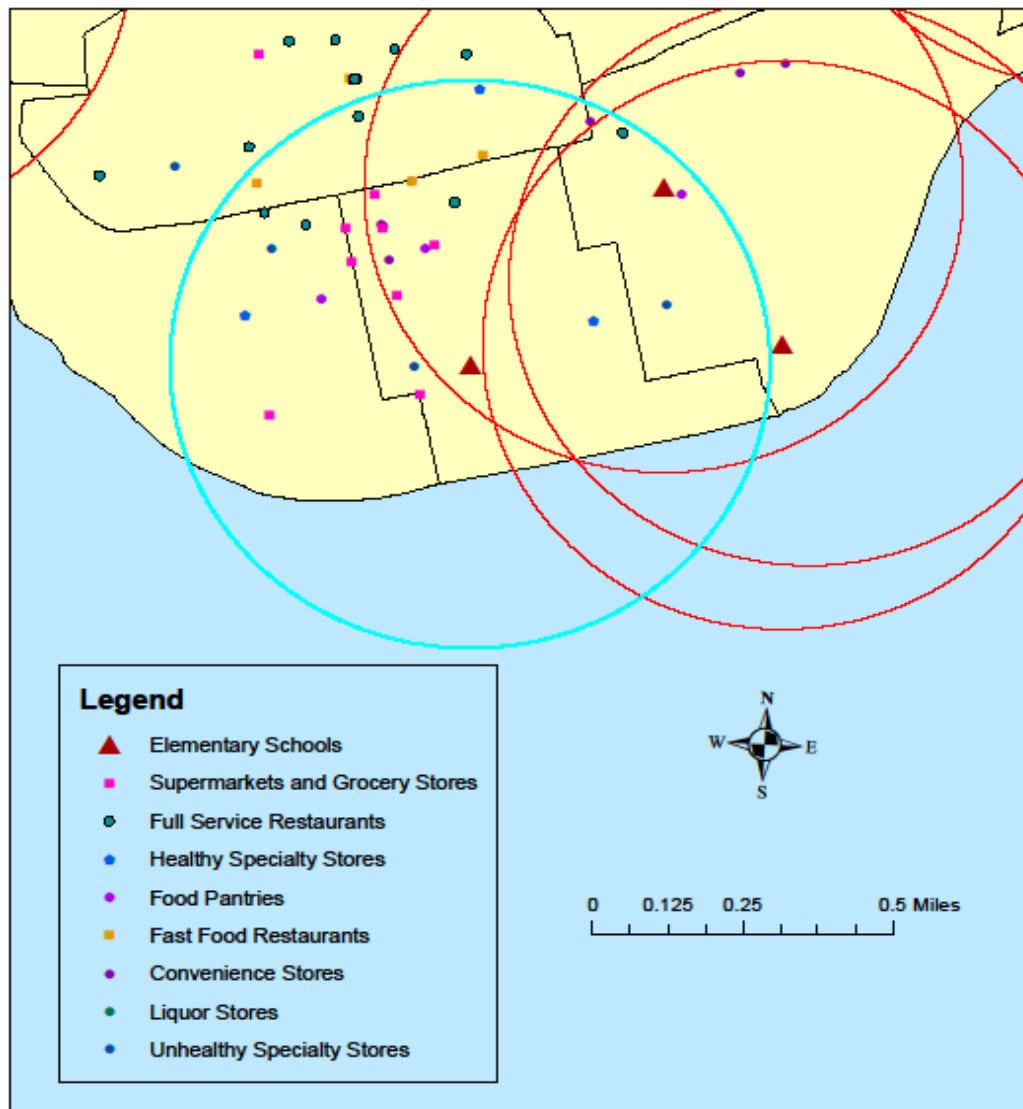 Legend
Elementary Schools
Supermarkets and Grocery Stores
Full Service Restaurants
Healthy Specialty Stores
Food Pantries
Fast Food Restaurants
Convenience Stores
Liquor Stores
Unhealthy Specialty Stores
N
W E
S
0 0.125 0.25 0.5 Miles